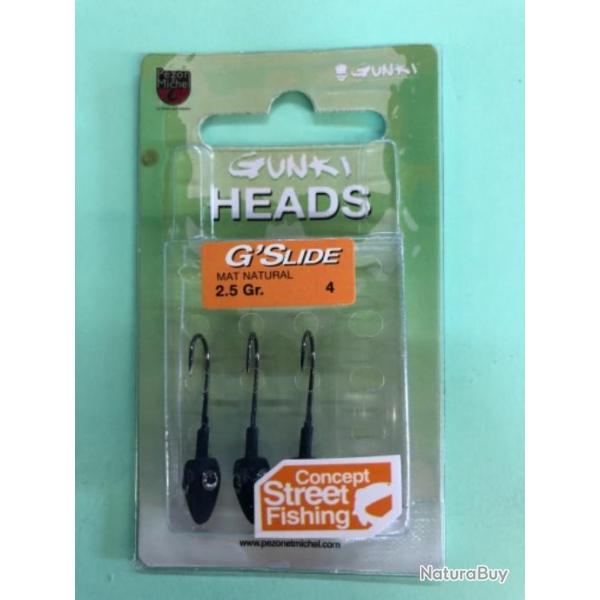 Pezon
Michel
GUNKI
GUNKI
HEADS
G'SLIDE
MAT NATURAL
2.5 Gr. 4
Concept
Street
Fishing
www.pezonetmichel.com
NaturaBuy